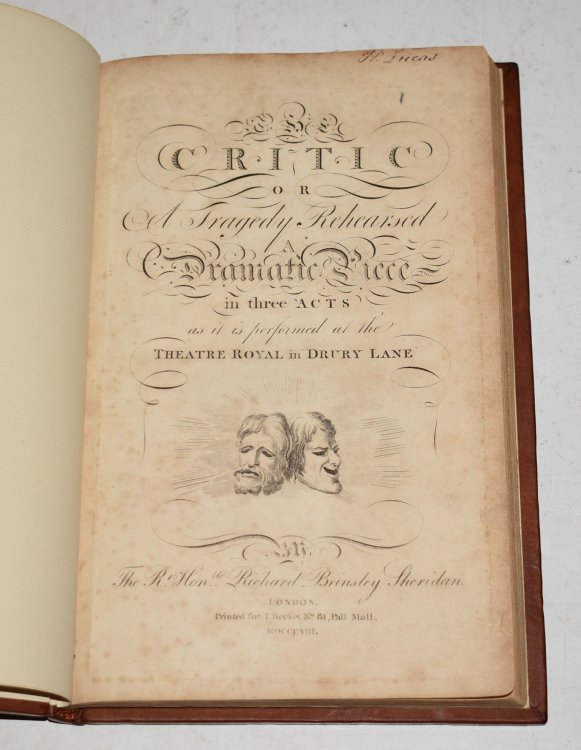 H. Lucas
THE
CRITIC
OR
A Tragedy Rehearsed
A
Dramatic Piece
in three ACTS
as it is performed at the
THEATRE ROYAL in DRURY LANE
BY
The Rt. Honble. Richard Brinsley Sheridan.
LONDON,
Printed for T. Becket No. 81, Pall Mall.
MDCCCVIII.